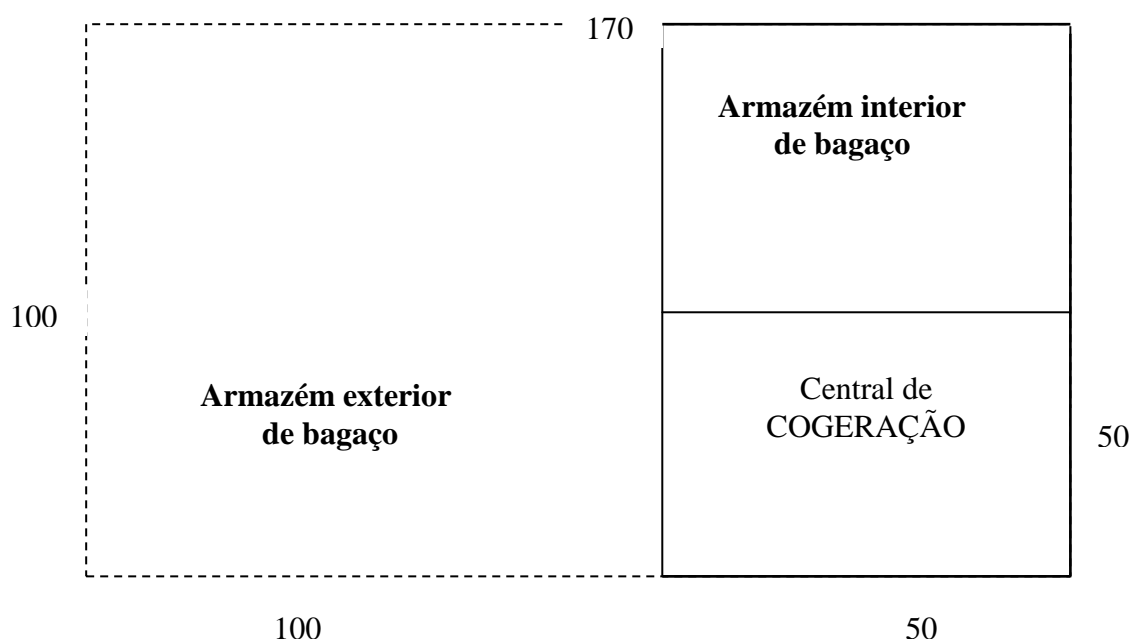 170
Armazém interior
de bagaço
100
Armazém exterior
de bagaço
Central de
COGERAÇÃO
50
100
50